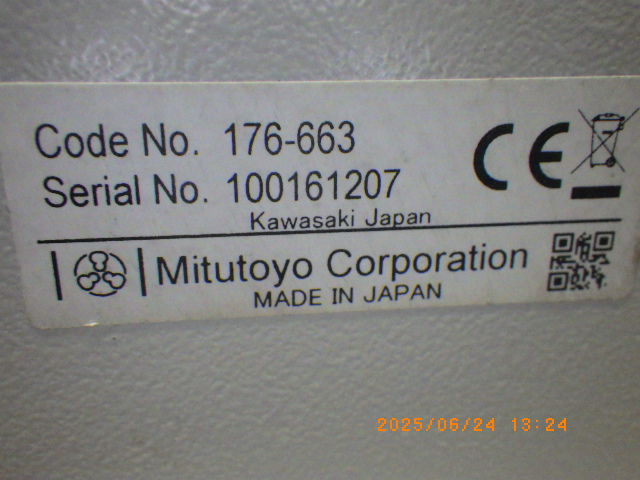 Code No. 176-663
Serial No. 100161207
Kawasaki Japan
CE
Mitutoyo Corporation
MADE IN JAPAN
2025/06/24 13:24